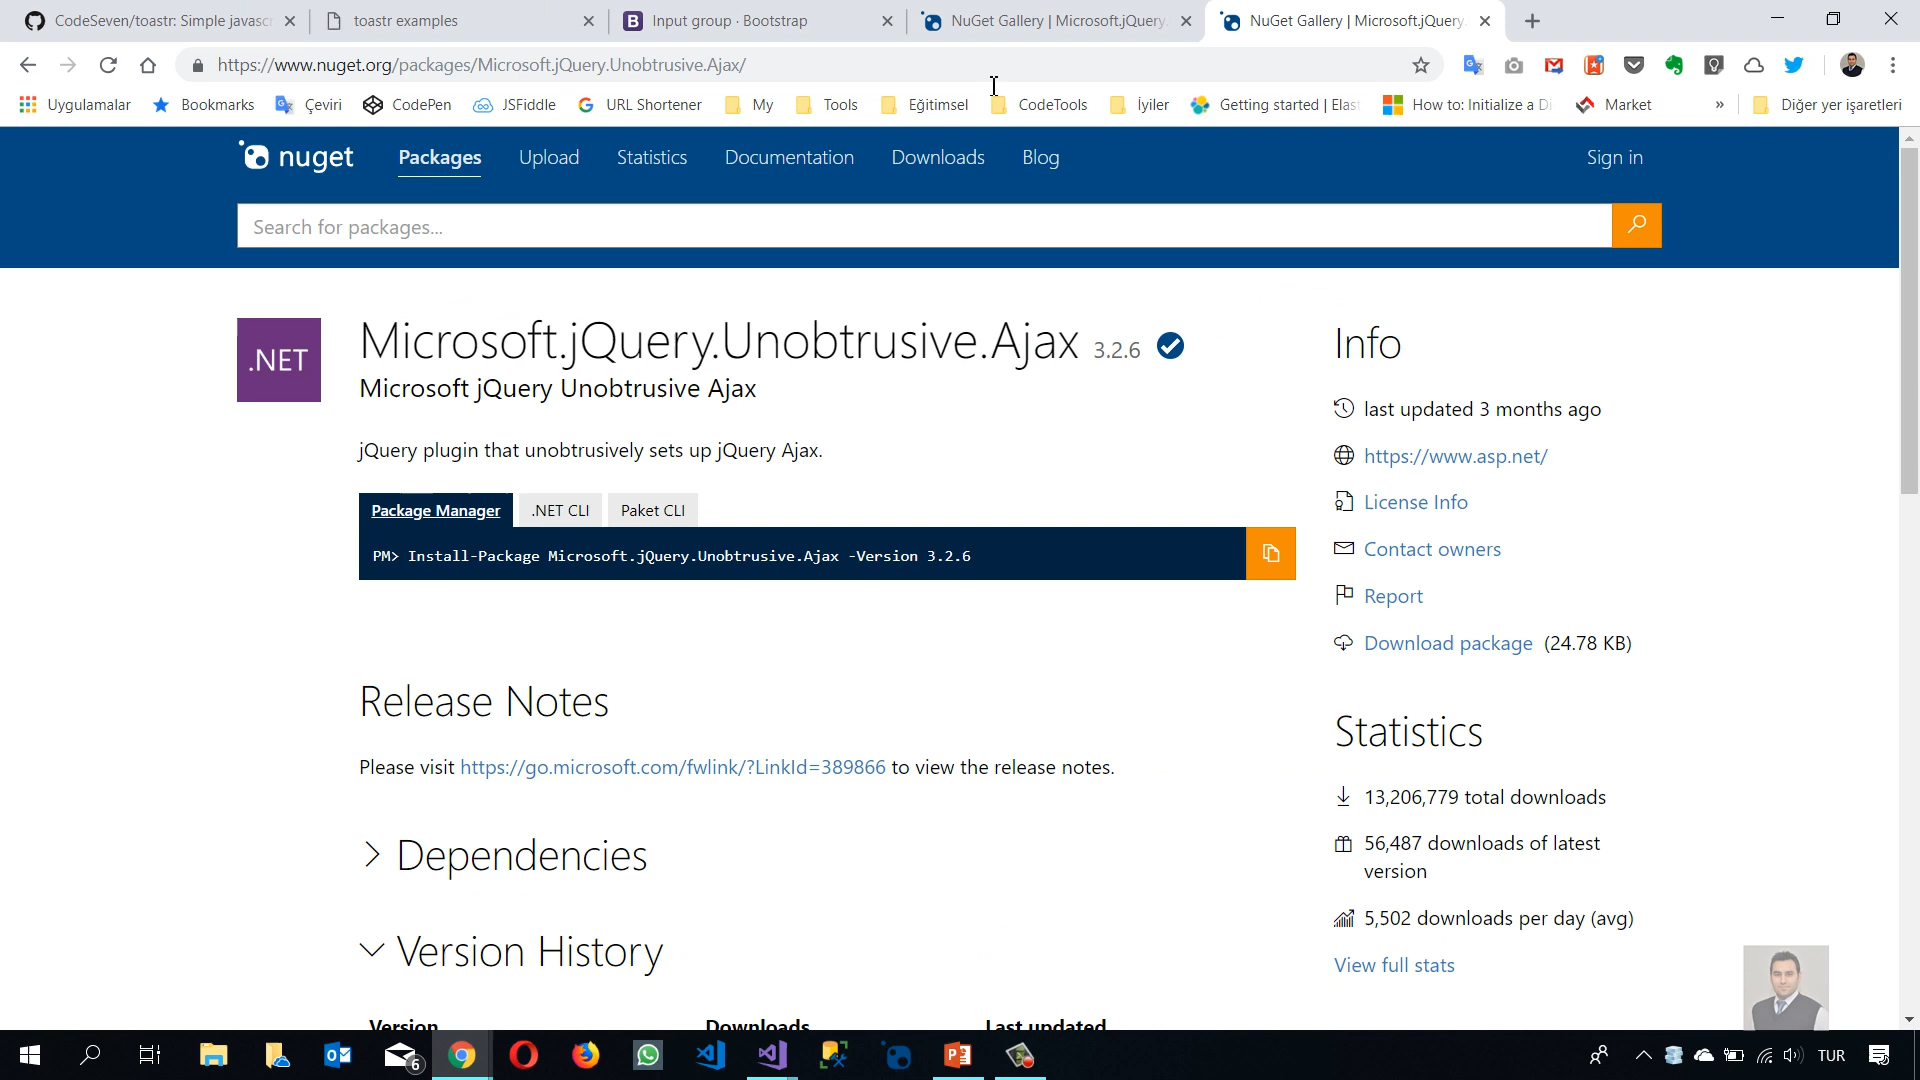 CodeSeven/toastr: Simple javasc
toastr examples
Input group · Bootstrap
NuGet Gallery | Microsoft.jQuery.
NuGet Gallery | Microsoft.jQuery.
https://www.nuget.org/packages/Microsoft.jQuery.Unobtrusive.Ajax/
Uygulamalar
Bookmarks
Çeviri
CodePen
JSFiddle
URL Shortener
My
Tools
Eğitimsel
CodeTools
İyiler
Getting started | Elast
How to: Initialize a D
Market
»
Diğer yer işaretleri
nuget
Packages
Upload
Statistics
Documentation
Downloads
Blog
Sign in
Search for packages...
.NET
Microsoft.jQuery.Unobtrusive.Ajax 3.2.6
Microsoft jQuery Unobtrusive Ajax
jQuery plugin that unobtrusively sets up jQuery Ajax.
Package Manager
.NET CLI
Paket CLI
PM> Install-Package Microsoft.jQuery.Unobtrusive.Ajax -Version 3.2.6
Release Notes
Please visit https://go.microsoft.com/fwlink/?LinkId=389866 to view the release notes.
Dependencies
Version History
Version
Downloads
Last updated
Info
last updated 3 months ago
https://www.asp.net/
License Info
Contact owners
Report
Download package (24.78 KB)
Statistics
13,206,779 total downloads
56,487 downloads of latest
version
5,502 downloads per day (avg)
View full stats
6
TUR